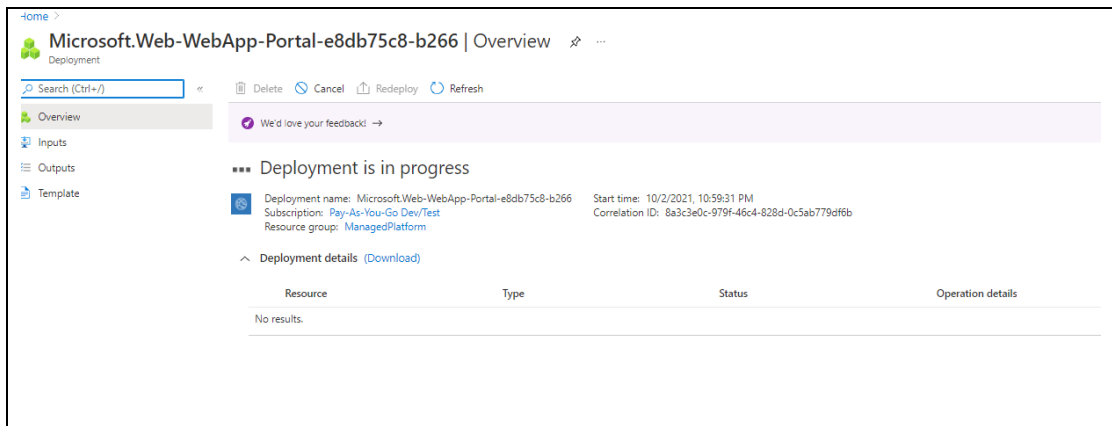 Home >
Microsoft.Web-WebApp-Portal-e8db75c8-b266 | Overview ...
Deployment
Search (Ctrl+/) «
Delete Cancel Redeploy Refresh
Overview
We'd love your feedback! →
Inputs
Outputs
Template
Deployment is in progress
Deployment name: Microsoft.Web-WebApp-Portal-e8db75c8-b266 Start time: 10/2/2021, 10:59:31 PM
Subscription: Pay-As-You-Go Dev/Test Correlation ID: 8a3c3e0c-979f-46c4-828d-0c5ab779df6b
Resource group: ManagedPlatform
Deployment details (Download)
Resource Type Status Operation details
No results.